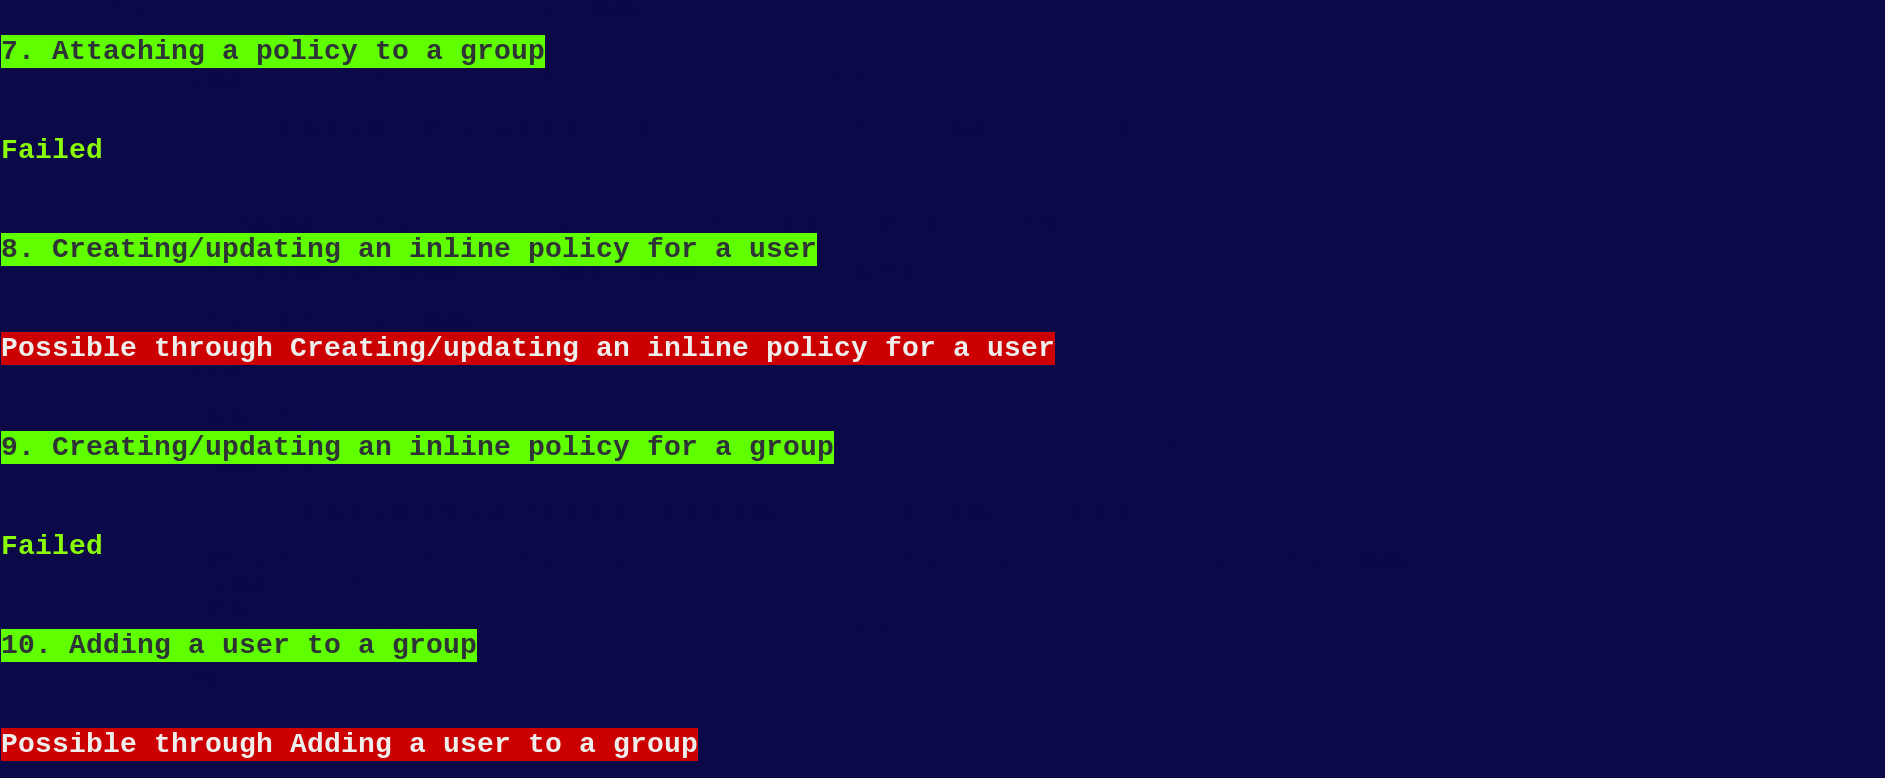 7. Attaching a policy to a group
Failed
8. Creating/updating an inline policy for a user
Possible through Creating/updating an inline policy for a user
9. Creating/updating an inline policy for a group
Failed
10. Adding a user to a group
Possible through Adding a user to a group